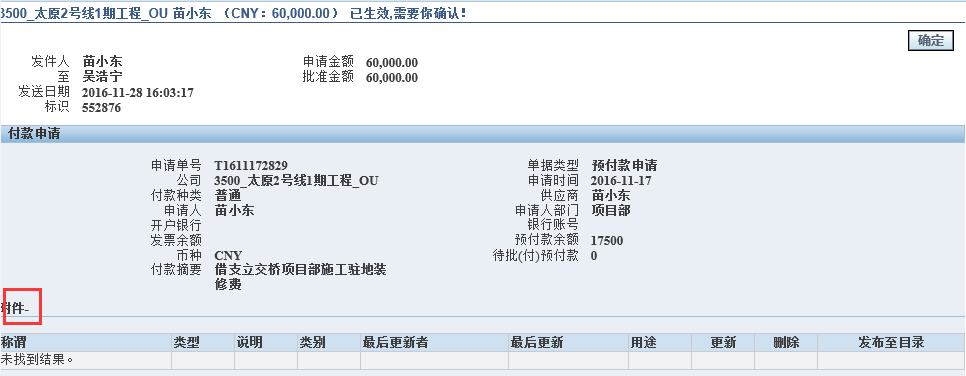 3500_太原2号线1期工程_OU 苗小东 （CNY：60,000.00） 已生效,需要你确认！
确定
发件人 苗小东 申请金额 60,000.00
至 吴浩宁 批准金额 60,000.00
发送日期 2016-11-28 16:03:17
标识 552876
付款申请
申请单号 T1611172829 单据类型 预付款申请
公司 3500_太原2号线1期工程_OU 申请时间 2016-11-17
付款种类 普通 供应商 苗小东
申请人 苗小东 申请人部门 项目部
开户银行 银行账号
发票余额 预付款余额 17500
币种 CNY 待批(付)预付款 0
付款摘要 借支立交桥项目部施工驻地装
修费
附件-
称谓 类型 说明 类别 最后更新者 最后更新 用途 更新 删除 发布至目录
未找到结果。